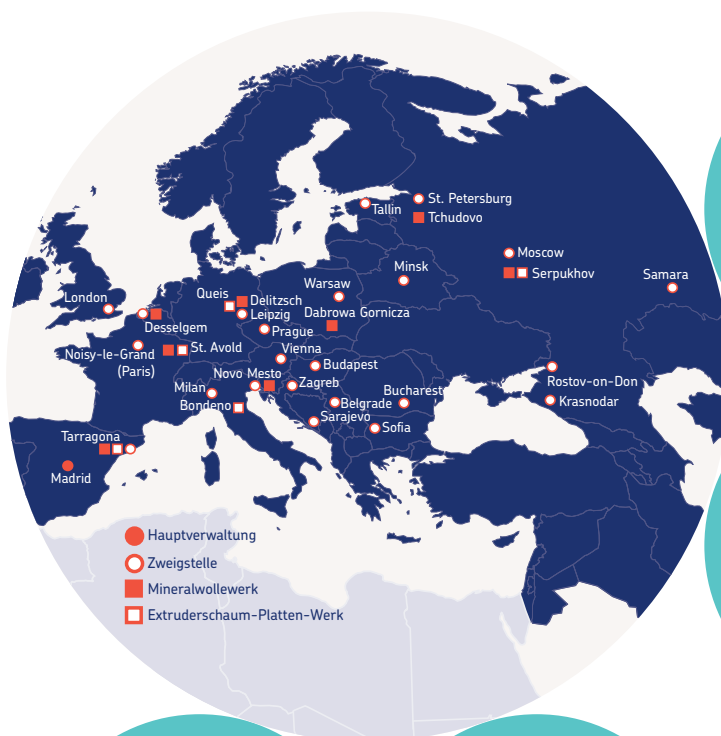 St. Petersburg
Tallin
Tchudovo
Moscow
Minsk
Serpukhov
Samara
Warsaw
Queis
Delitzsch
London
Leipzig
Dabrowa Gornicza
Desselgem
Prague
Noisy-le-Grand
(Paris)
St. Avold
Vienna
Budapest
Novo Mesto
Rostov-on-Don
Milan
Zagreb
Bucharest
Krasnodar
Bondeno
Belgrade
Sarajevo
Sofia
Tarragona
Madrid
Hauptverwaltung
Zweigstelle
Mineralwollewerk
Extruderschaum-Platten-Werk